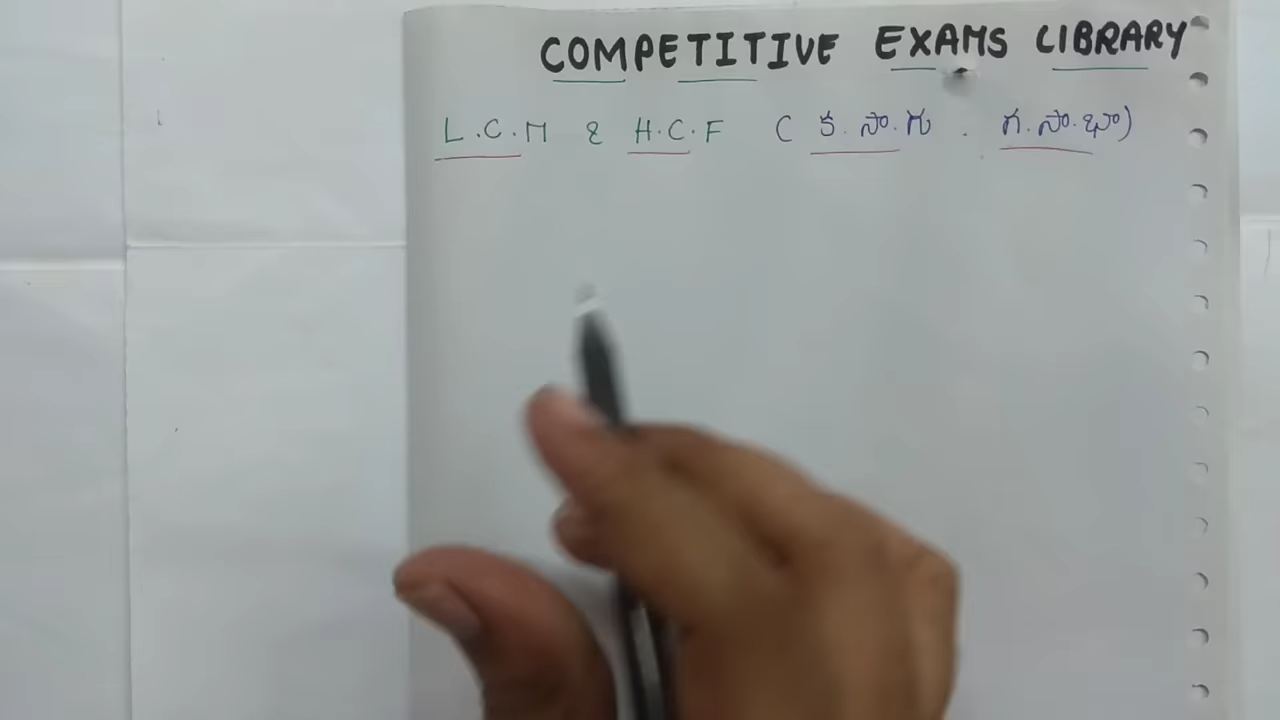 COMPETITIVE EXAMS LIBRARY
L.C.M & H.C.F ( క.సా.గు . గ.సా.భా)